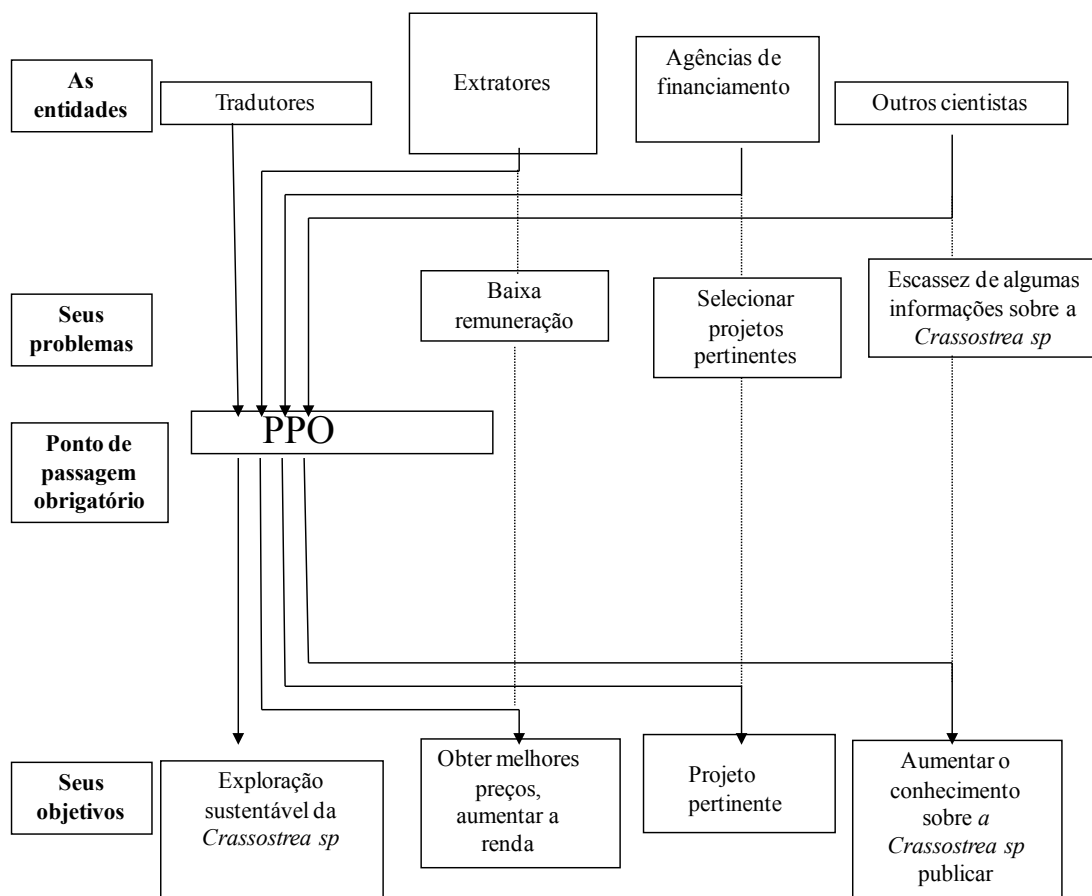 As
entidades
Tradutores
Extratores
Agências de
financiamento
Outros cientistas
Seus
problemas
Baixa
remuneração
Selecionar
projetos
pertinentes
Escassez de algumas
informações sobre a
Crassostrea sp
Ponto de
passagem
obrigatório
PPO
Seus
objetivos
Exploração
sustentável da
Crassostrea sp
Obter melhores
preços,
aumentar a
renda
Projeto
pertinente
Aumentar o
conhecimento
sobre a
Crassostrea sp
publicar